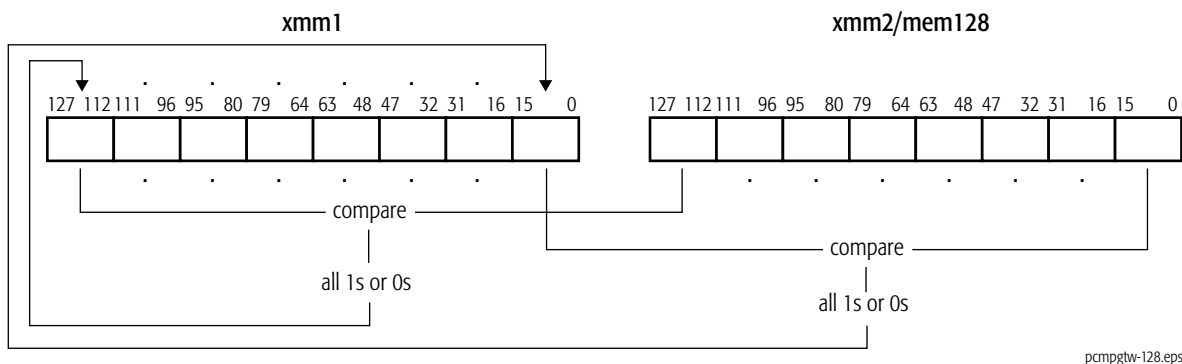 xmm1 xmm2/mem128
. . . . . .
127 112 111 96 95 80 79 64 63 48 47 32 31 16 15 0 127 112 111 96 95 80 79 64 63 48 47 32 31 16 15 0
. . . . . . . . . . . .
compare
compare
all 1s or 0s
all 1s or 0s
pcmpgtw-128.eps